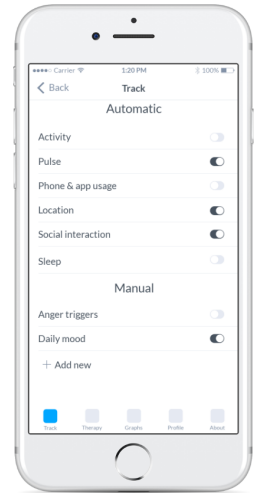 Carrier 1:20 PM 100%
Back Track
Automatic
Activity
Pulse
Phone & app usage
Location
Social interaction
Sleep
Manual
Anger triggers
Daily mood
+ Add new
Track Therapy Graphs Profile About